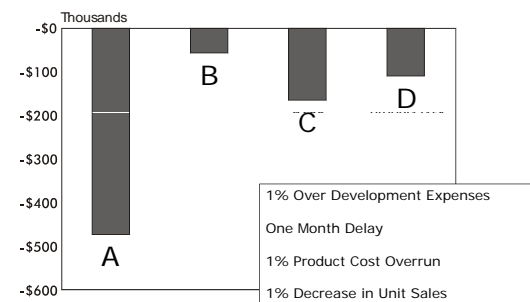 Thousands
-$0
-$100
-$200
-$300
-$400
-$500
-$600
A
B
C
D
1% Over Development Expenses
One Month Delay
1% Product Cost Overrun
1% Decrease in Unit Sales